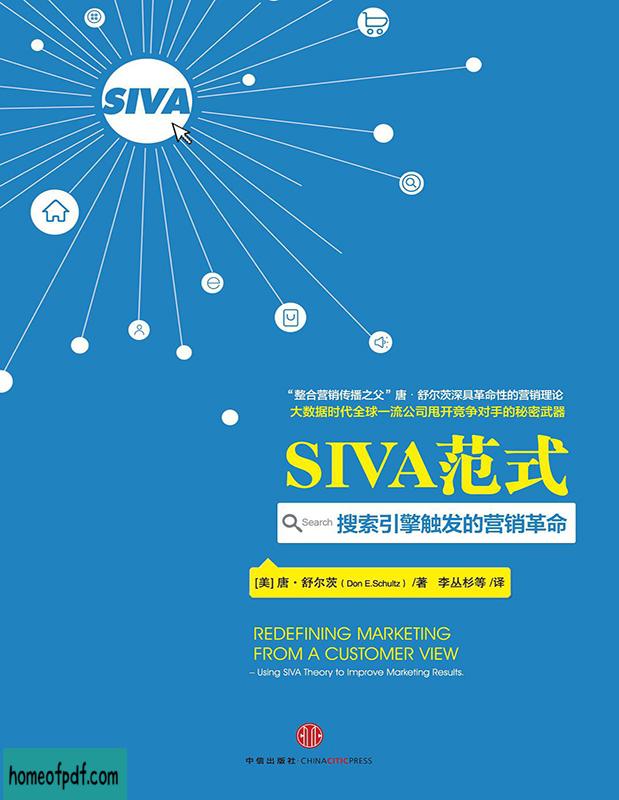 SIVA
“整合营销传播之父”唐·舒尔茨深具革命性的营销理论
大数据时代全球一流公司甩开竞争对手的秘密武器
SIVA范式
Search 搜索引擎触发的营销革命
[美] 唐·舒尔茨（Don E.Schultz） /著 李丛杉等 /译
REDEFINING MARKETING
FROM A CUSTOMER VIEW
– Using SIVA Theory to Improve Marketing Results.
中信出版社·CHINACITICPRESS
homeofpdf.com